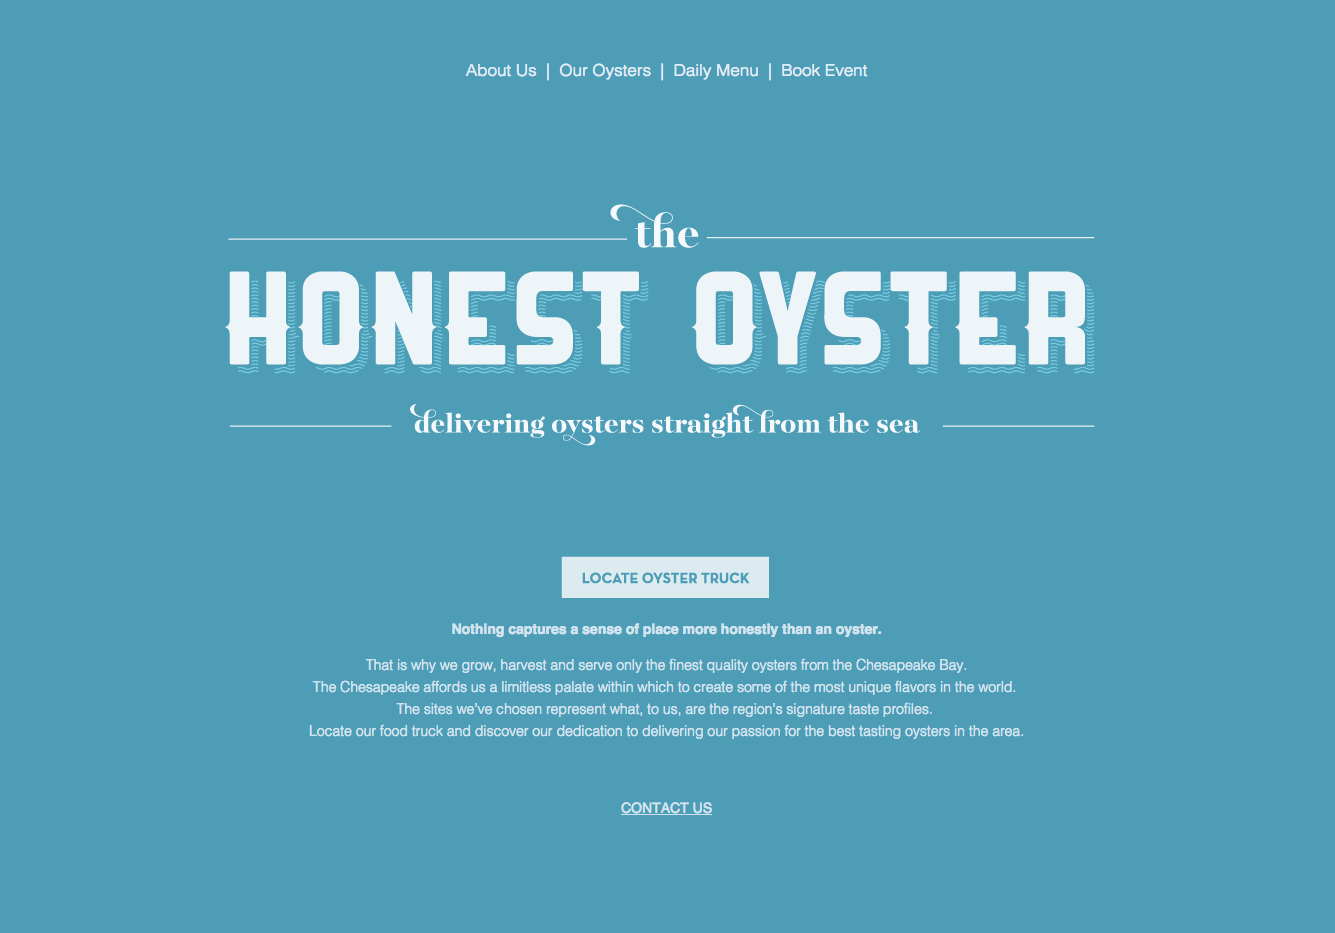 About Us | Our Oysters | Daily Menu | Book Event
the
HONEST OYSTER
delivering oysters straight from the sea
LOCATE OYSTER TRUCK
Nothing captures a sense of place more honestly than an oyster.
That is why we grow, harvest and serve only the finest quality oysters from the Chesapeake Bay.
The Chesapeake affords us a limitless palate within which to create some of the most unique flavors in the world.
The sites we've chosen represent what, to us, are the region's signature taste profiles.
Locate our food truck and discover our dedication to delivering our passion for the best tasting oysters in the area.
CONTACT US